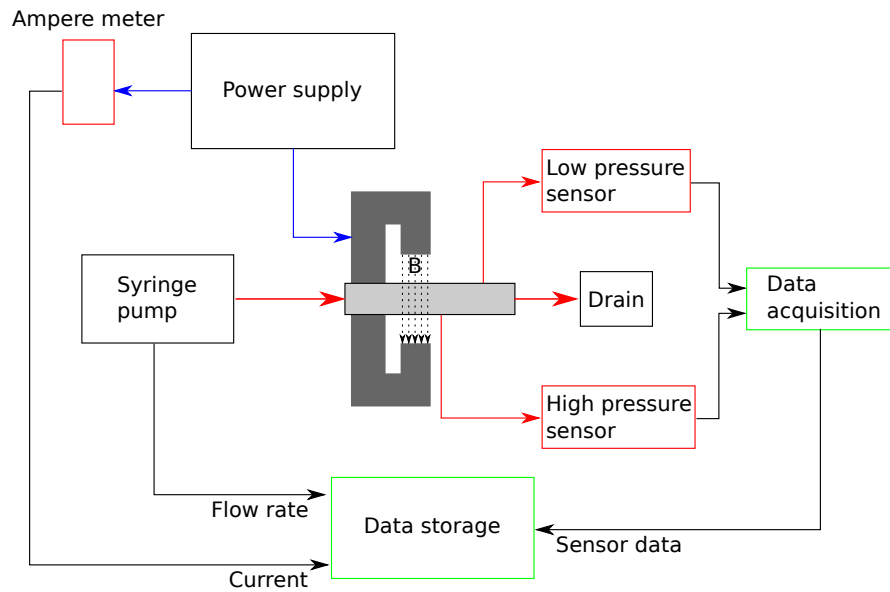 Ampere meter
Power supply
Low pressure
sensor
B
Syringe
pump
Drain
Data
acquisition
High pressure
sensor
Flow rate
Data storage
Sensor data
Current